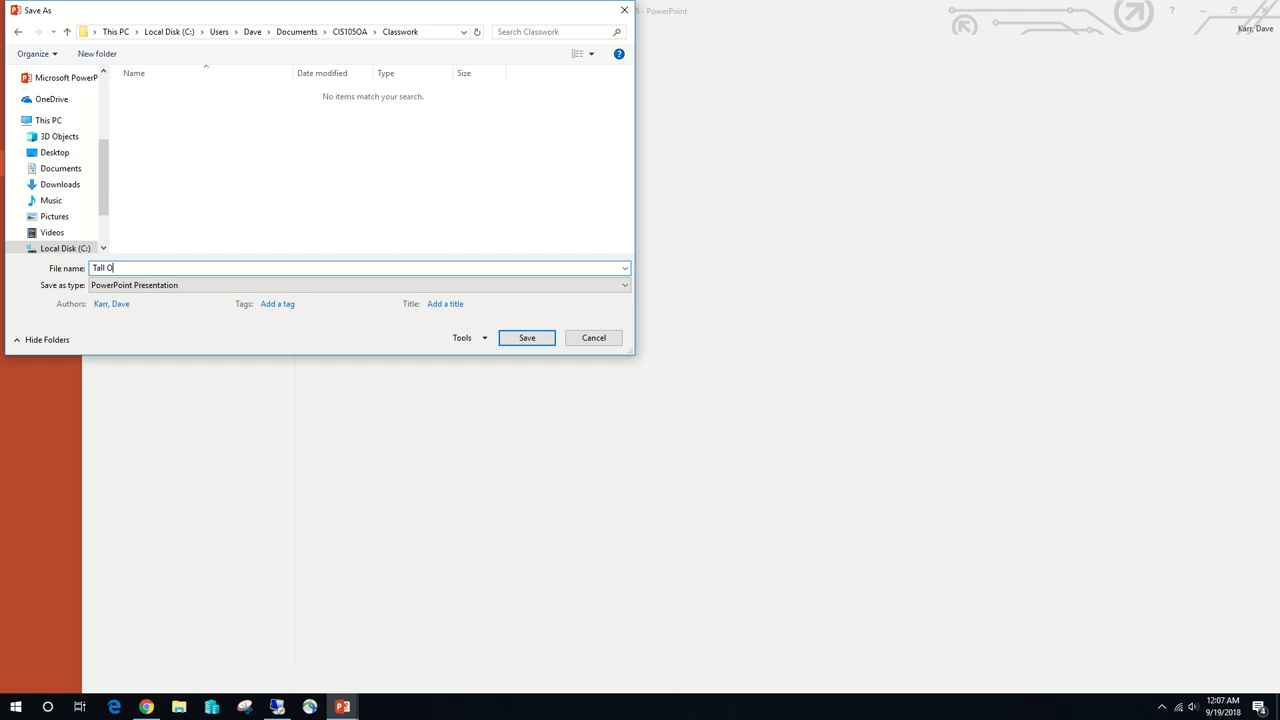 Save As
5 - PowerPoint
?
This PC > Local Disk (C:) > Users > Dave > Documents > CIS105OA > Classwork
Search Classwork
Karr, Dave
Organize
New folder
?
Name
Date modified
Type
Size
Microsoft PowerP
No items match your search.
OneDrive
This PC
3D Objects
Desktop
Documents
Downloads
Music
Pictures
Videos
Local Disk (C:)
File name: Tall O
Save as type: PowerPoint Presentation
Authors: Karr, Dave
Tags: Add a tag
Title: Add a title
Hide Folders
Tools
Save
Cancel
12:07 AM
9/19/2018
4